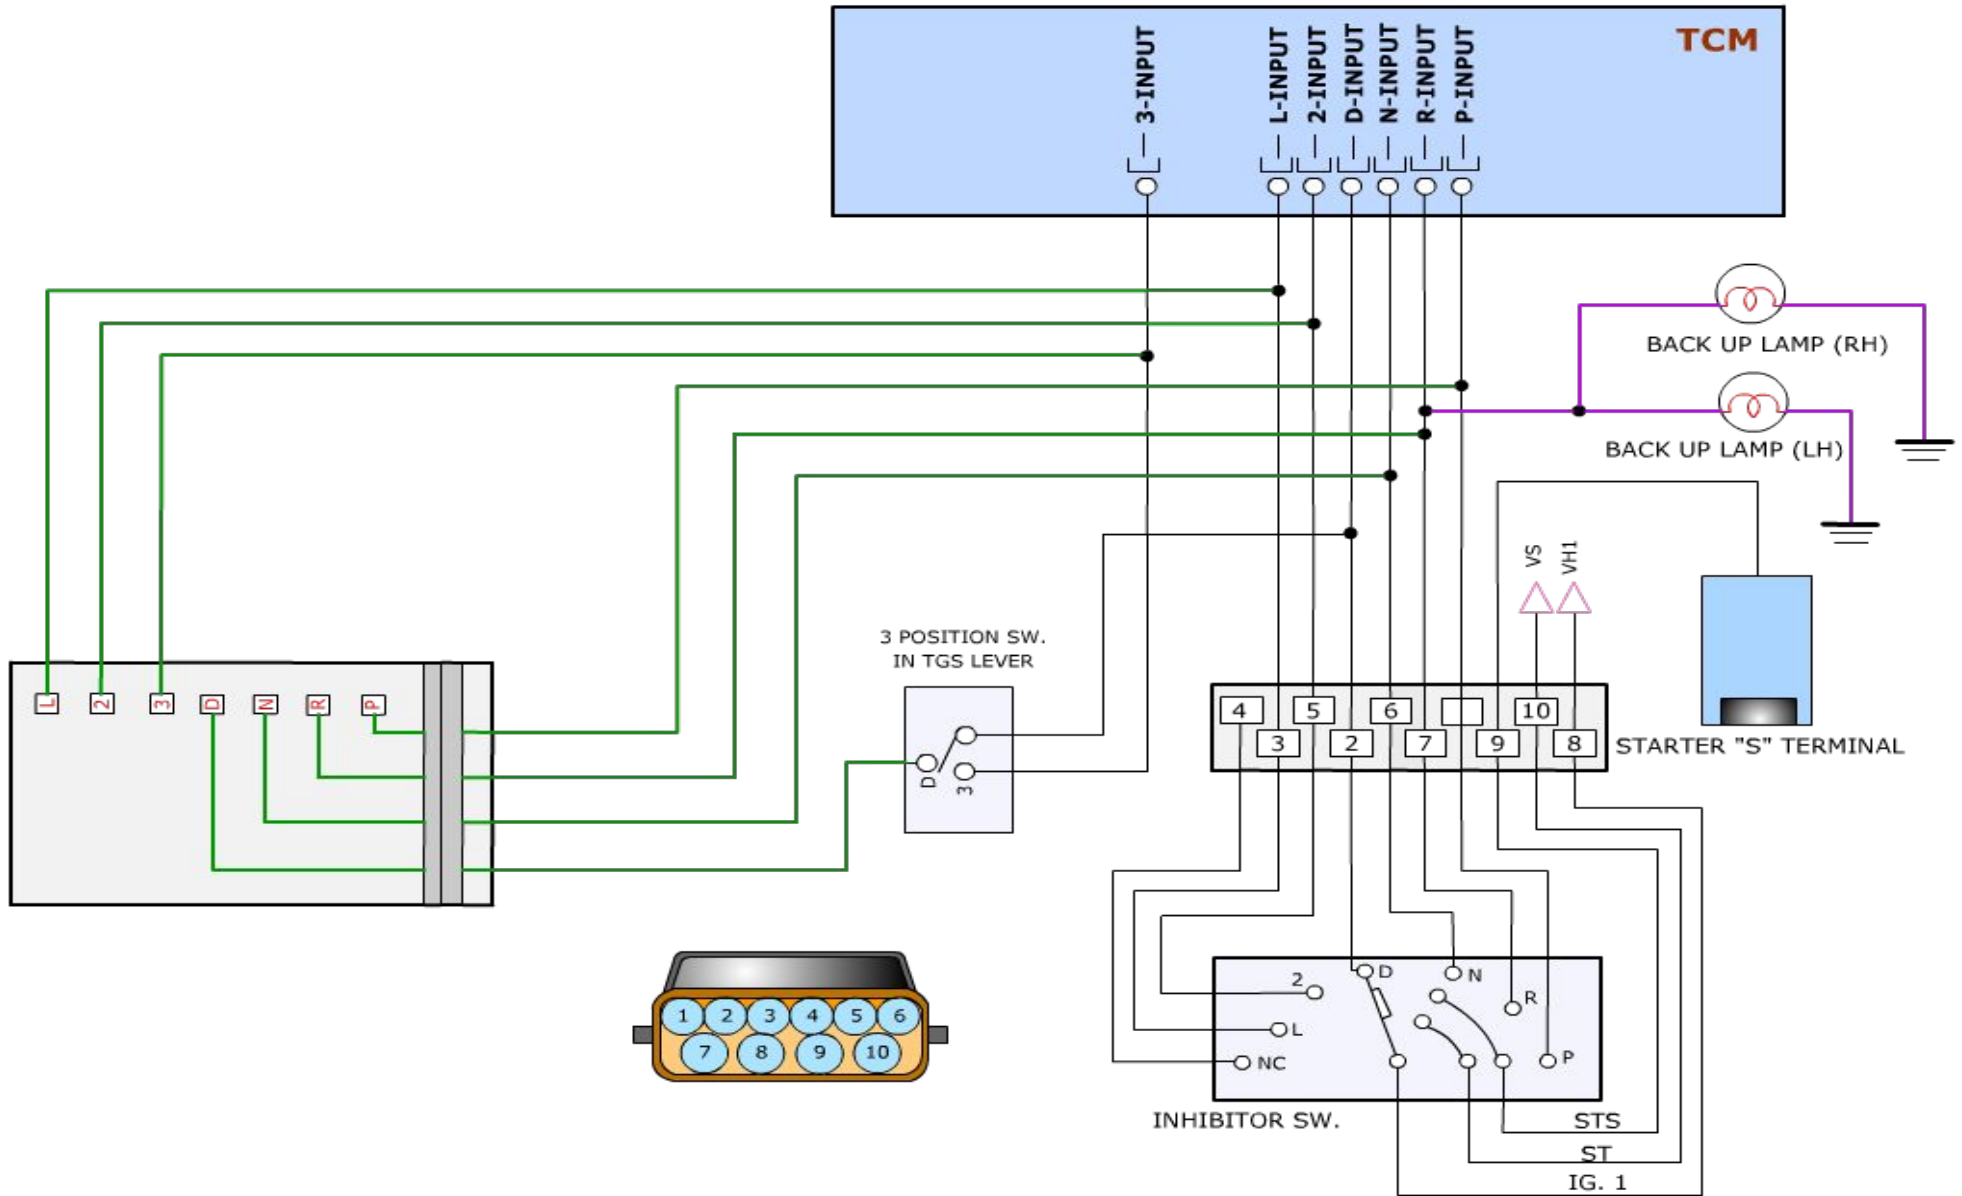 TCM
3-INPUT
L-INPUT
2-INPUT
D-INPUT
N-INPUT
R-INPUT
P-INPUT
BACK UP LAMP (RH)
BACK UP LAMP (LH)
VS
VH1
3 POSITION SW.
IN TGS LEVER
D
3
L
2
3
D
N
R
P
4
5
6
10
3
2
7
9
8
STARTER "S" TERMINAL
2
D
N
R
L
NC
P
INHIBITOR SW.
STS
ST
IG. 1
1 2 3 4 5 6
7 8 9 10